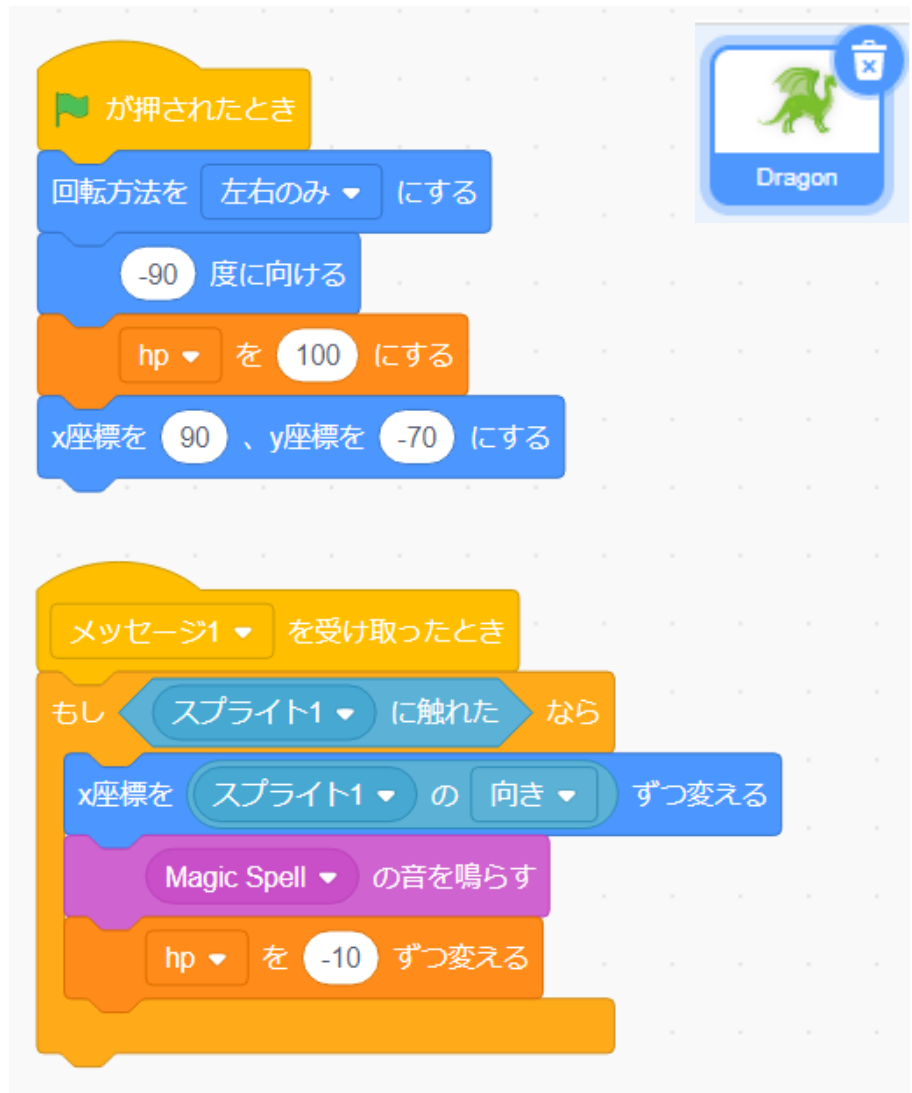 が押されたとき
Dragon
回転方法を 左右のみ にする
-90 度に向ける
hp を 100 にする
x座標を 90 、y座標を -70 にする
メッセージ1 を受け取ったとき
もし スプライト1 に触れた なら
x座標を スプライト1 の 向き ずつ変える
Magic Spell の音を鳴らす
hp を -10 ずつ変える